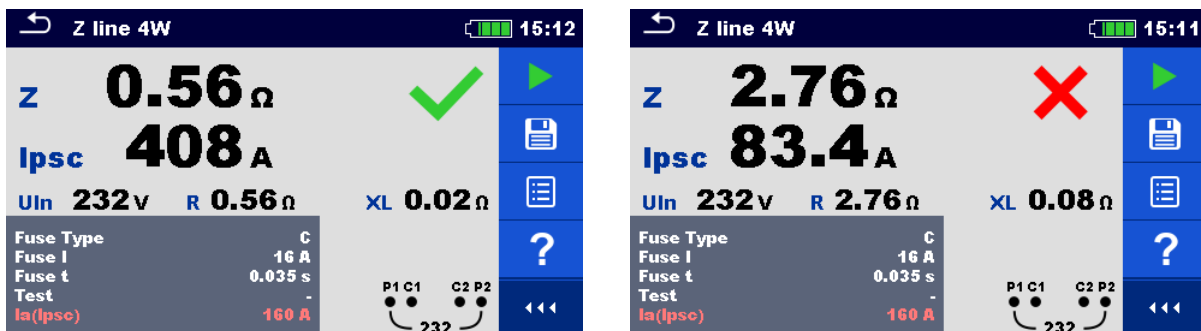 Z line 4W 15:12
Z 0.56 Ω
Ipsc 408 A
Uln 232 V R 0.56 Ω XL 0.02 Ω
Fuse Type C
Fuse I 16 A
Fuse t 0.035 s
Test -
Ia(Ipsc) 160 A
P1 C1 C2 P2
232
?
Z line 4W 15:11
Z 2.76 Ω
Ipsc 83.4 A
Uln 232 V R 2.76 Ω XL 0.08 Ω
Fuse Type C
Fuse I 16 A
Fuse t 0.035 s
Test -
Ia(Ipsc) 160 A
P1 C1 C2 P2
232
?